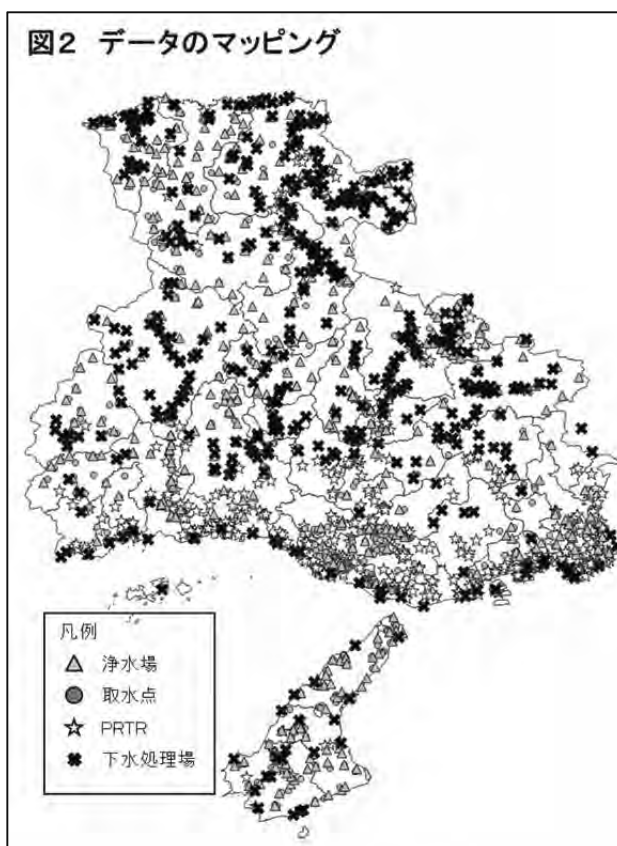 図2 データのマッピング
凡例
浄水場
取水点
PRTR
下水処理場